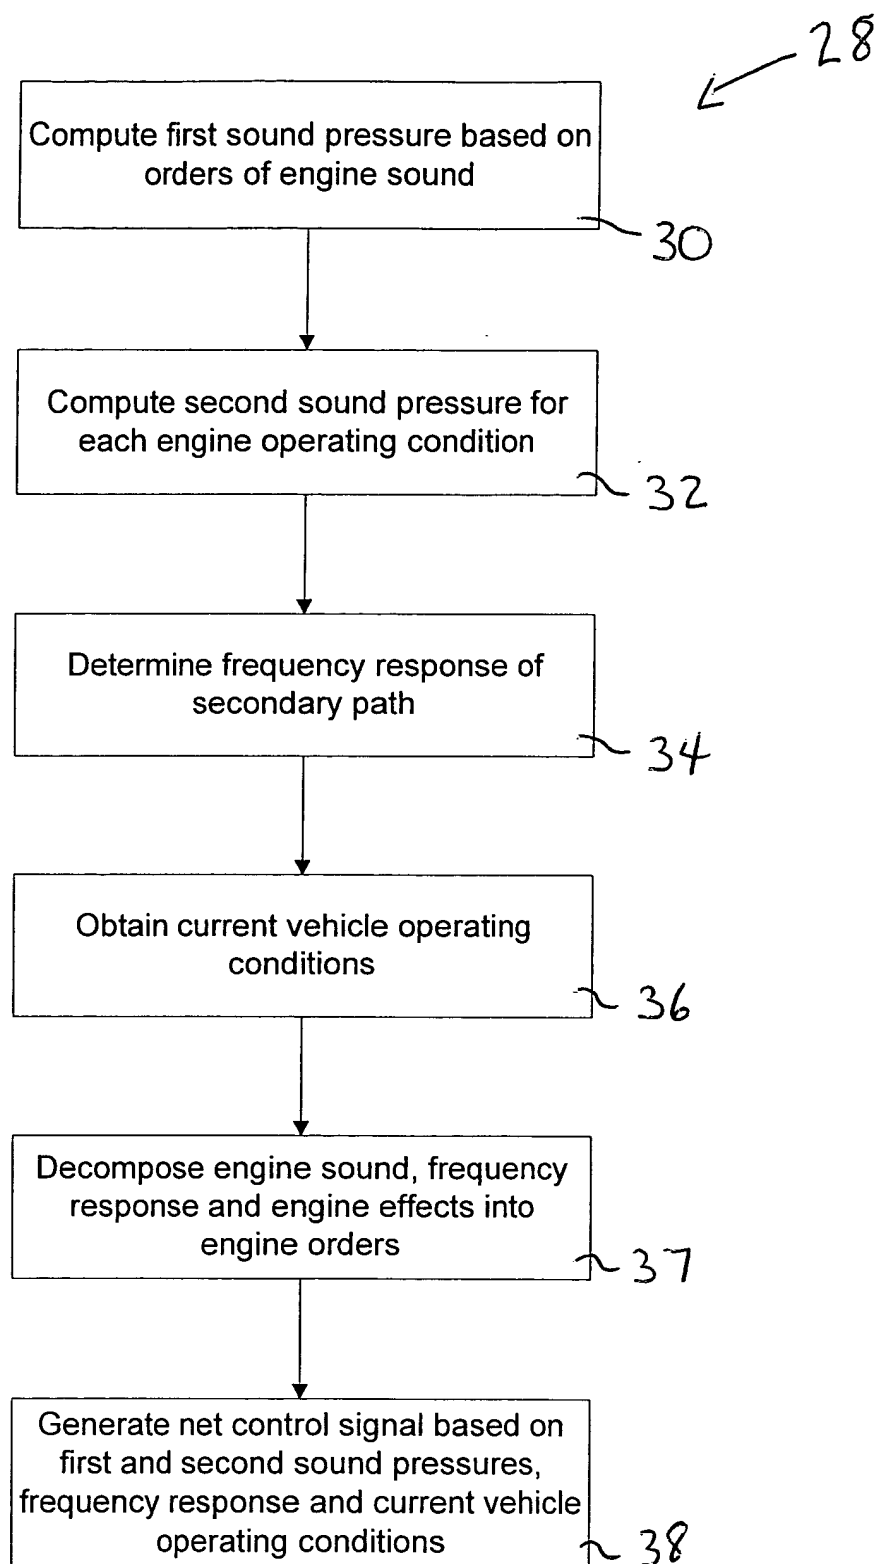 28
Compute first sound pressure based on
orders of engine sound
30
Compute second sound pressure for
each engine operating condition
32
Determine frequency response of
secondary path
34
Obtain current vehicle operating
conditions
36
Decompose engine sound, frequency
response and engine effects into
engine orders
37
Generate net control signal based on
first and second sound pressures,
frequency response and current vehicle
operating conditions
38